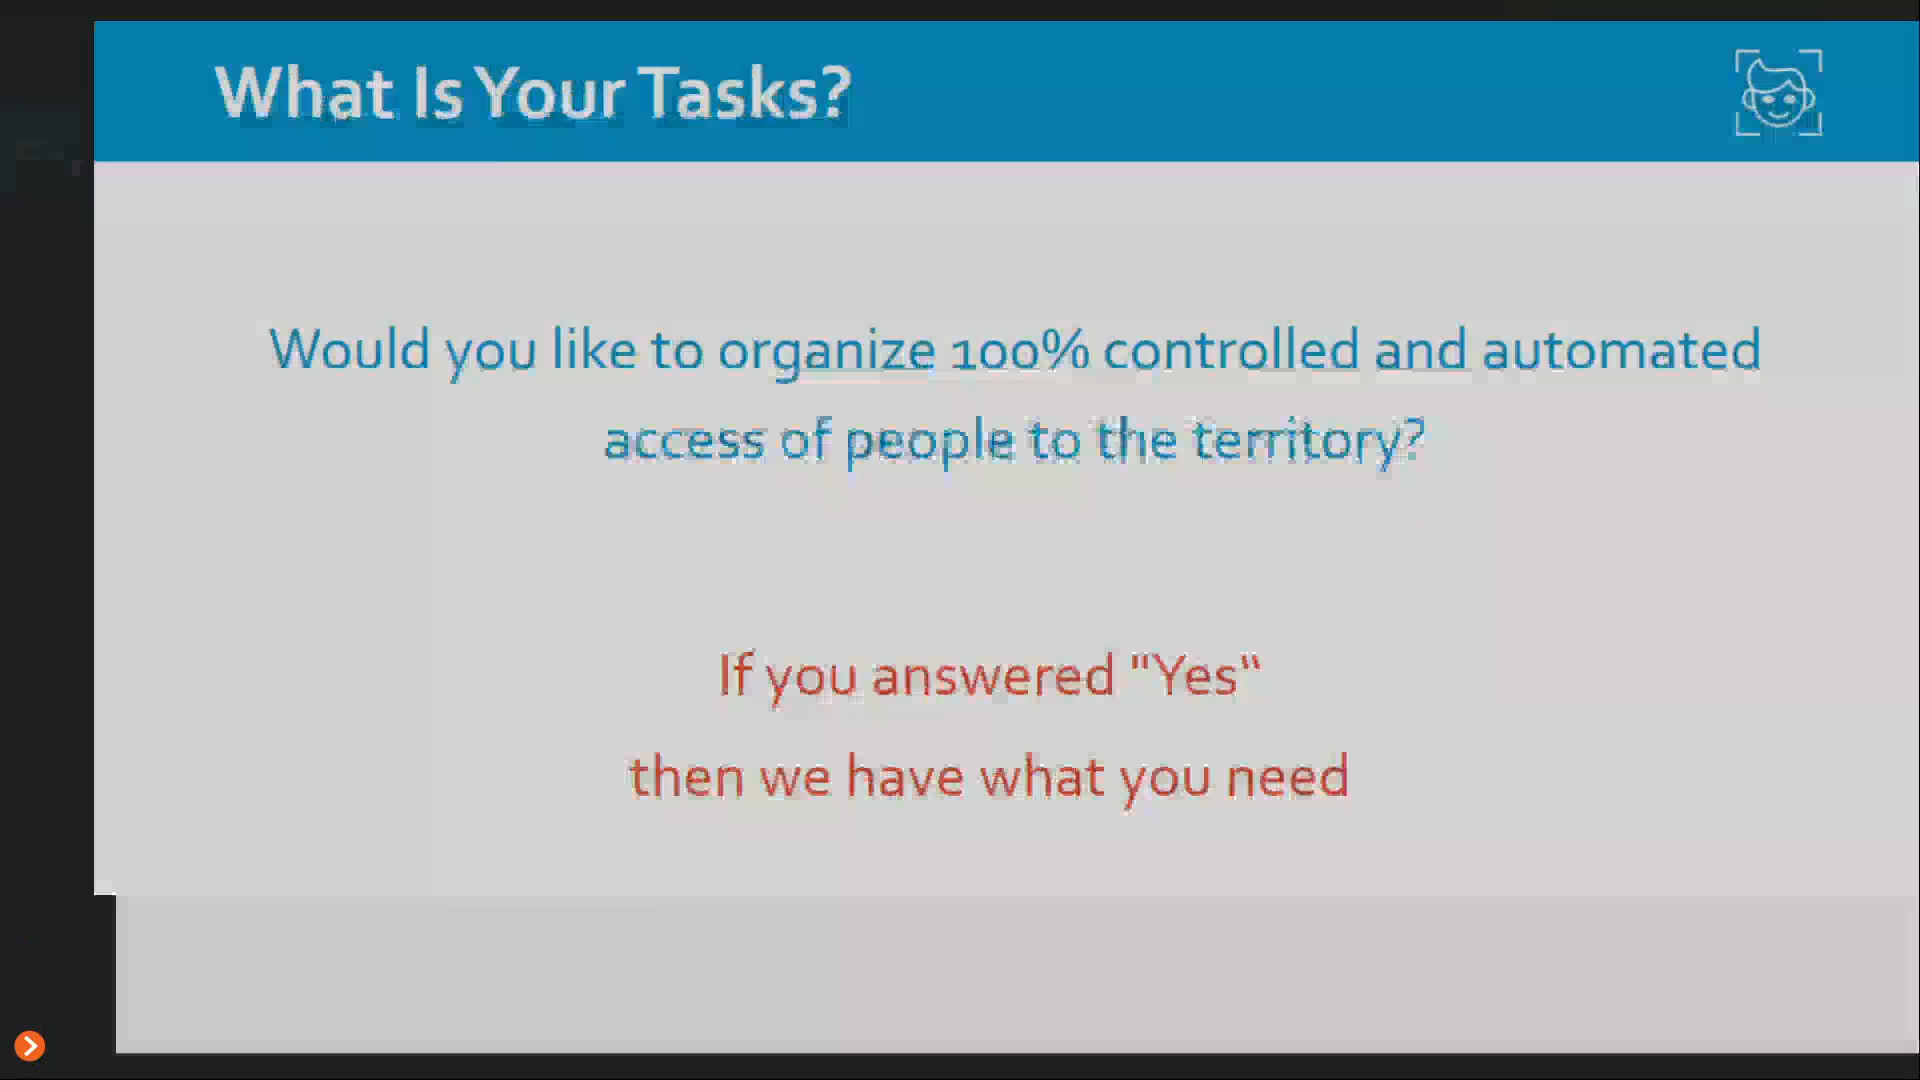 What Is Your Tasks?
Would you like to organize 100% controlled and automated
access of people to the territory?
If you answered "Yes"
then we have what you need